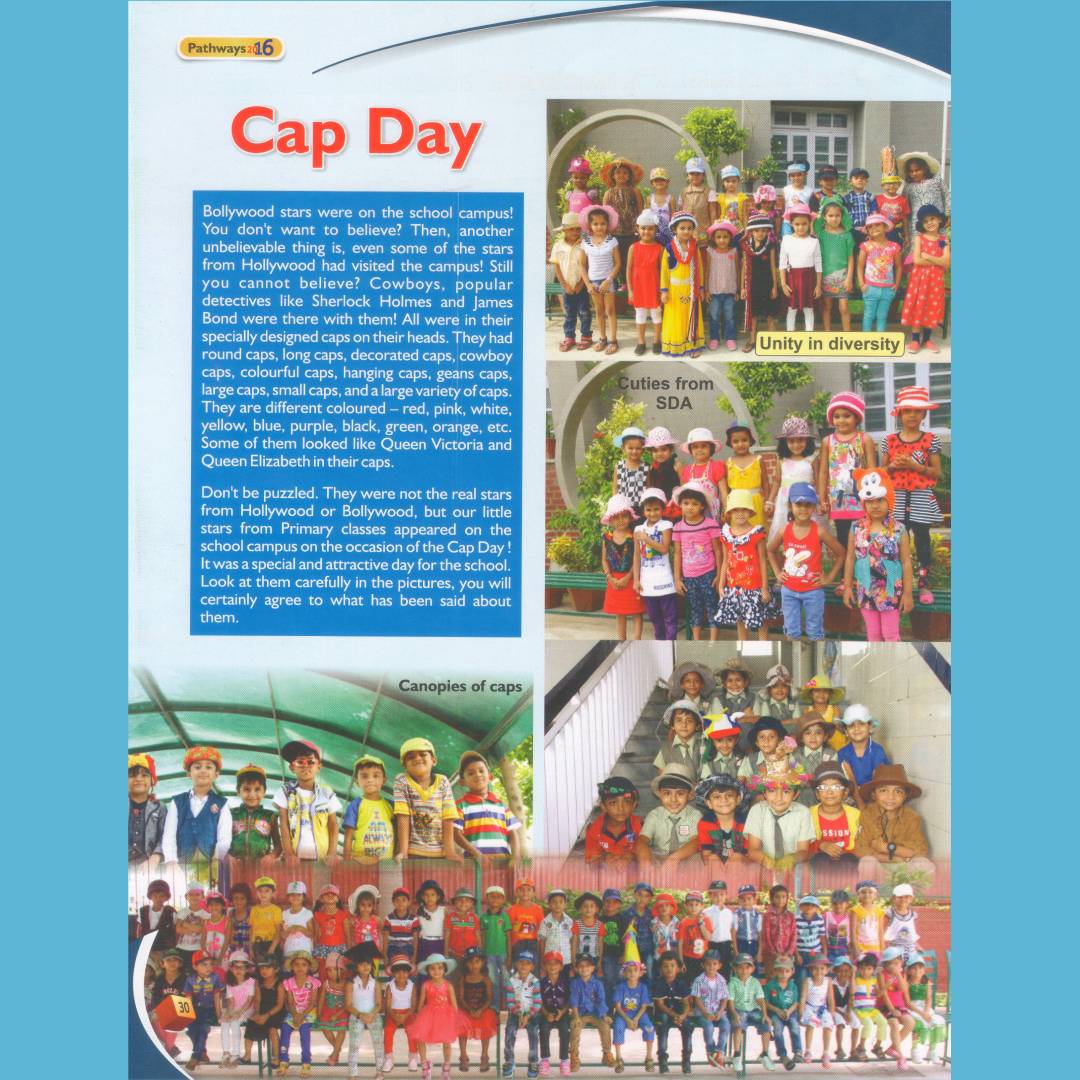 Pathways 2016
Cap Day
Bollywood stars were on the school campus!
You don't want to believe? Then, another
unbelievable thing is, even some of the stars
from Hollywood had visited the campus! Still
you cannot believe? Cowboys, popular
detectives like Sherlock Holmes and James
Bond were there with them! All were in their
specially designed caps on their heads. They had
round caps, long caps, decorated caps, cowboy
caps, colourful caps, hanging caps, geans caps,
large caps, small caps, and a large variety of caps.
They are different coloured – red, pink, white,
yellow, blue, purple, black, green, orange, etc.
Some of them looked like Queen Victoria and
Queen Elizabeth in their caps.
Don't be puzzled. They were not the real stars
from Hollywood or Bollywood, but our little
stars from Primary classes appeared on the
school campus on the occasion of the Cap Day !
It was a special and attractive day for the school.
Look at them carefully in the pictures, you will
certainly agree to what has been said about
them.
Unity in diversity
Cuties from
SDA
Canopies of caps
I
AM
ALWAYS
30